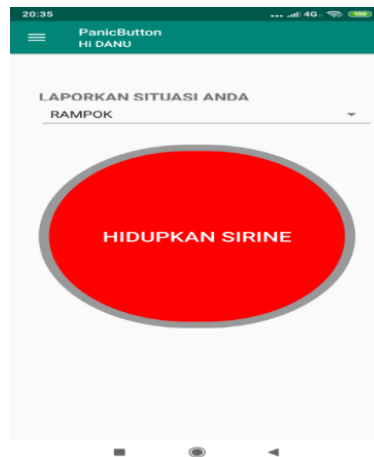 20:35
4G
100
PanicButton
Hi DANU
LAPORKAN SITUASI ANDA
RAMPOK
HIDUPKAN SIRINE